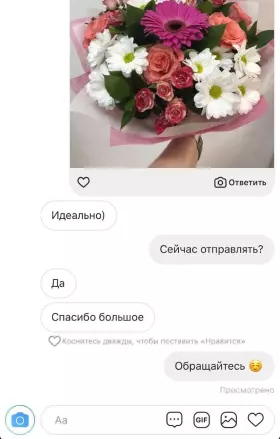 Ответить
Идеально)
Сейчас отправлять?
Да
Спасибо большое
Коснитесь дважды, чтобы поставить «Нравится»
Обращайтесь ☺️
Просмотрено
Aa
GIF